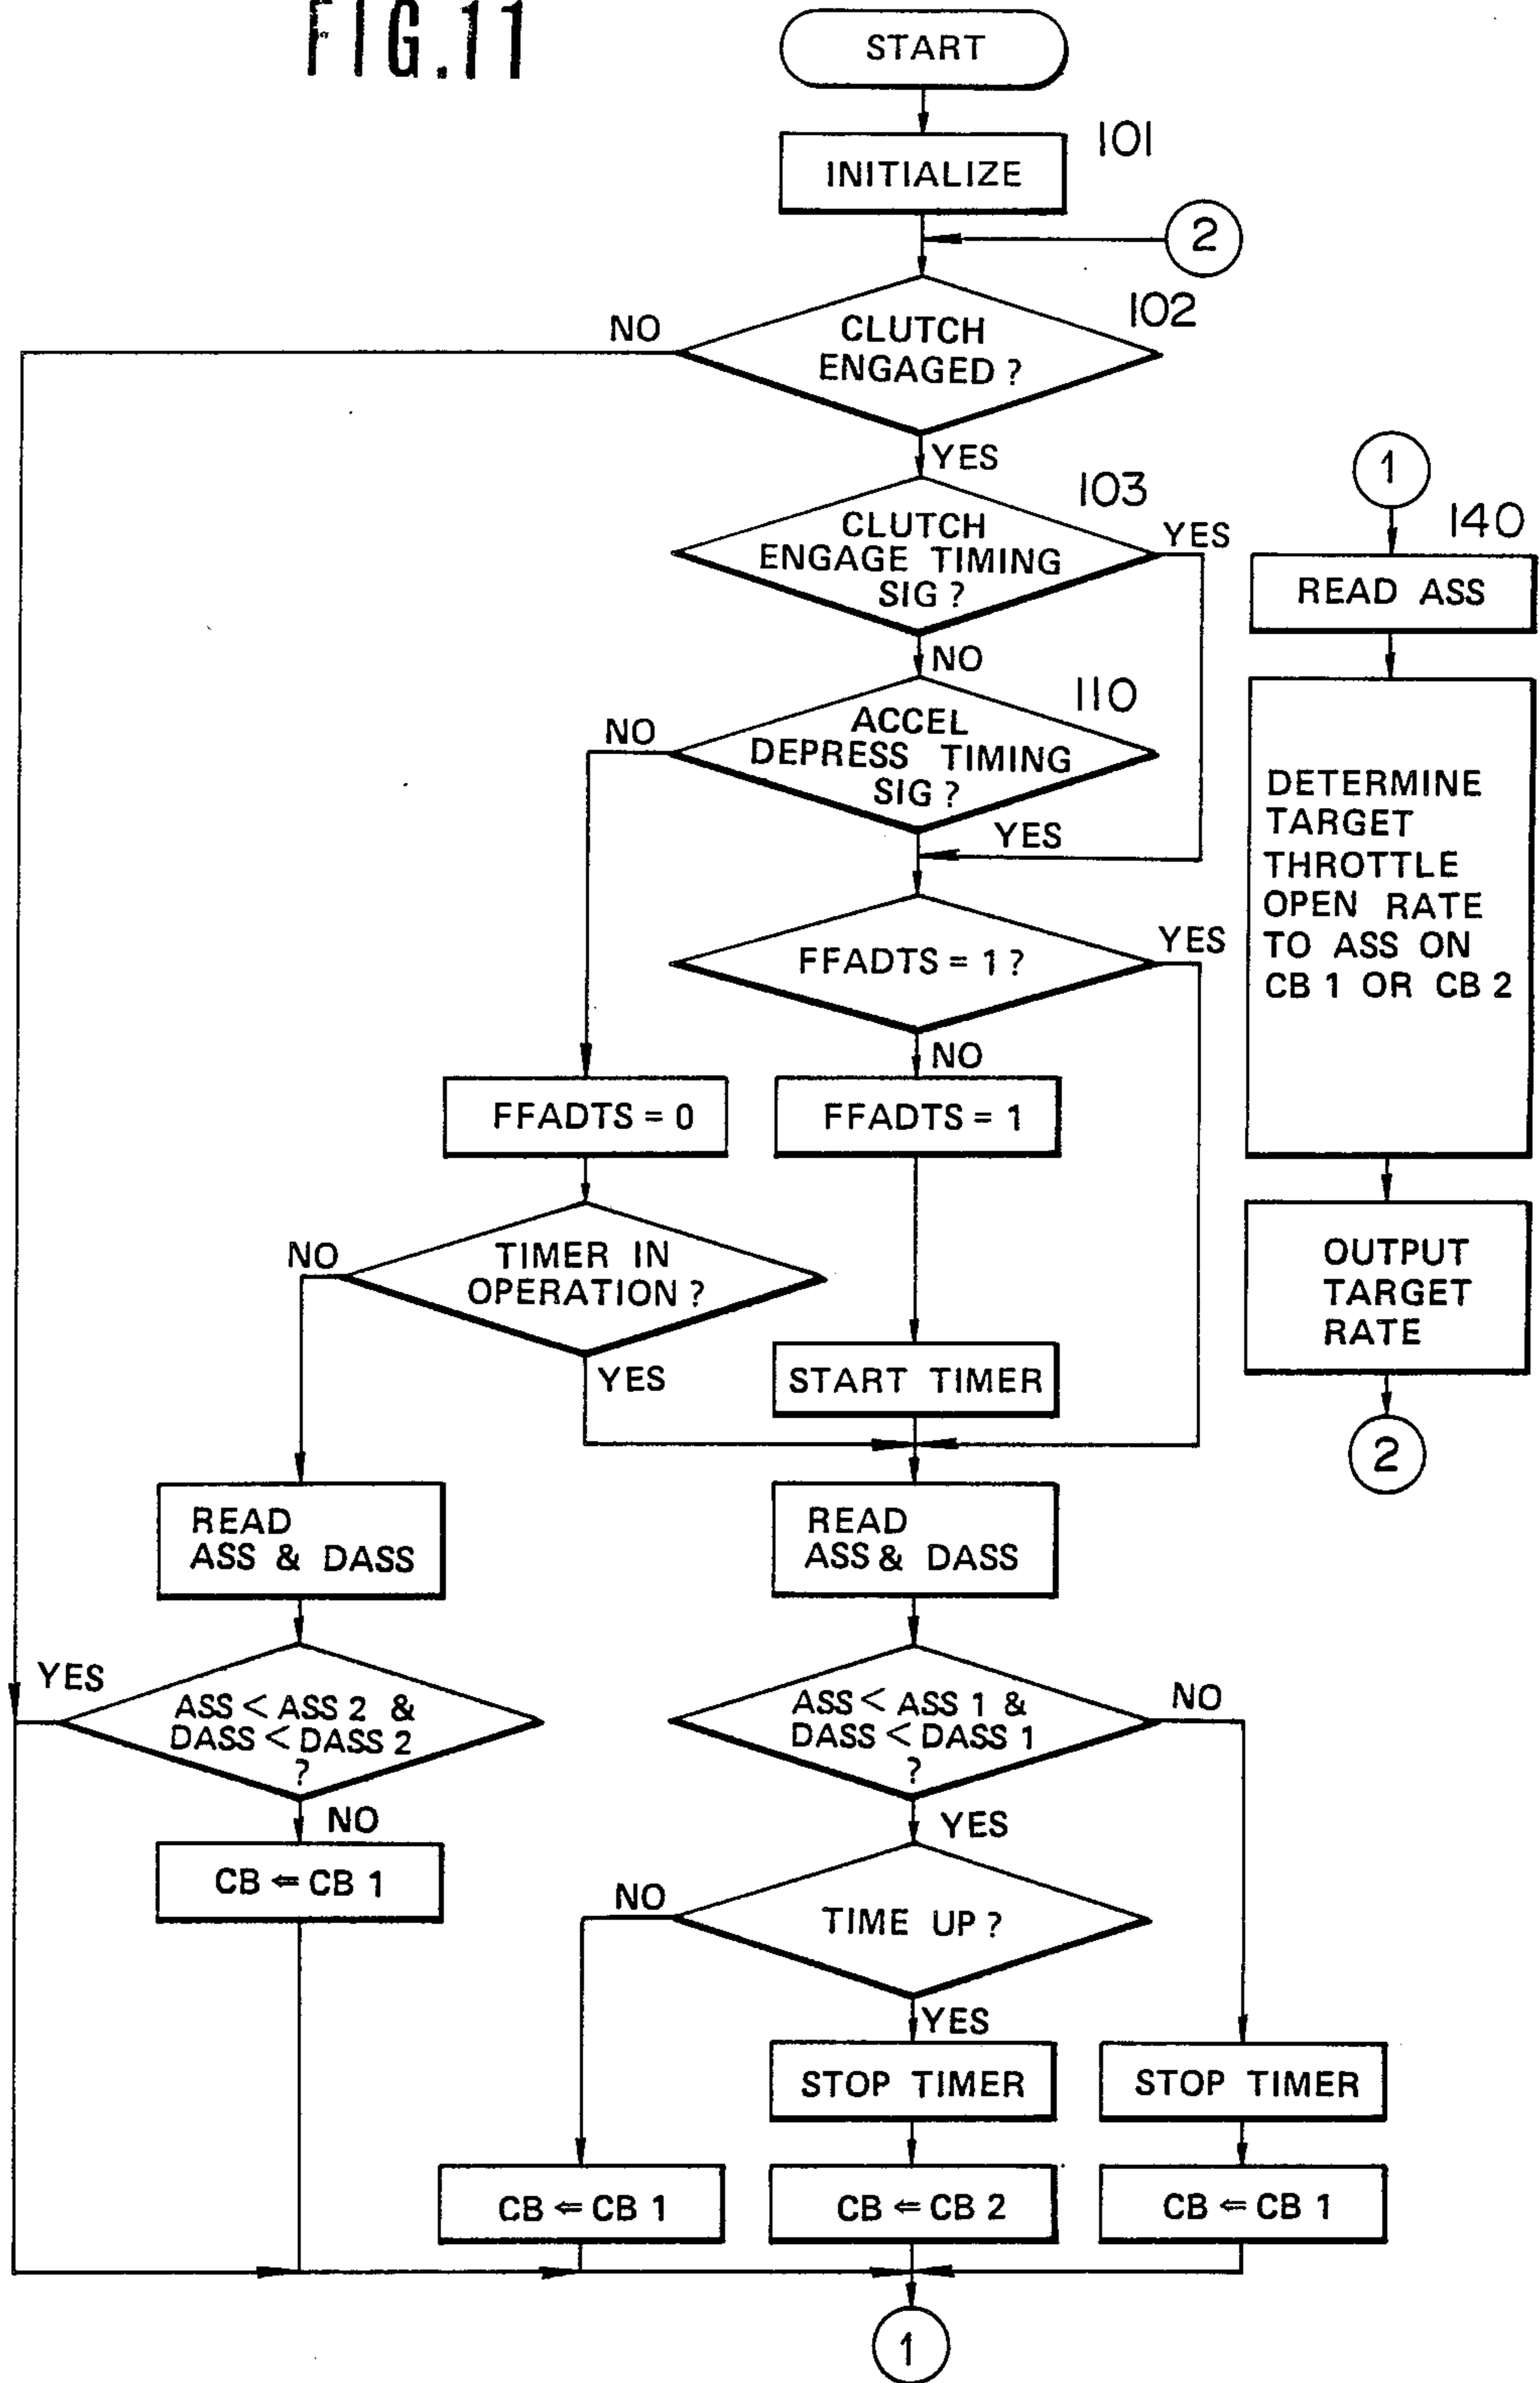 FIG.11
START
101
INITIALIZE
2
102
NO
CLUTCH
ENGAGED ?
YES
103
CLUTCH
ENGAGE TIMING
SIG ?
YES
NO
110
NO
ACCEL
DEPRESS TIMING
SIG ?
YES
FFADTS = 1 ?
YES
NO
FFADTS = 0
FFADTS = 1
NO
TIMER IN
OPERATION ?
YES
START TIMER
READ
ASS & DASS
READ
ASS & DASS
YES
ASS < ASS 2 &
DASS < DASS 2
?
NO
CB ⇐ CB 1
ASS < ASS 1 &
DASS < DASS 1
?
NO
YES
NO
TIME UP ?
YES
STOP TIMER
STOP TIMER
CB ⇐ CB 1
CB ⇐ CB 2
CB ⇐ CB 1
1
1
140
READ ASS
DETERMINE
TARGET
THROTTLE
OPEN RATE
TO ASS ON
CB 1 OR CB 2
OUTPUT
TARGET
RATE
2